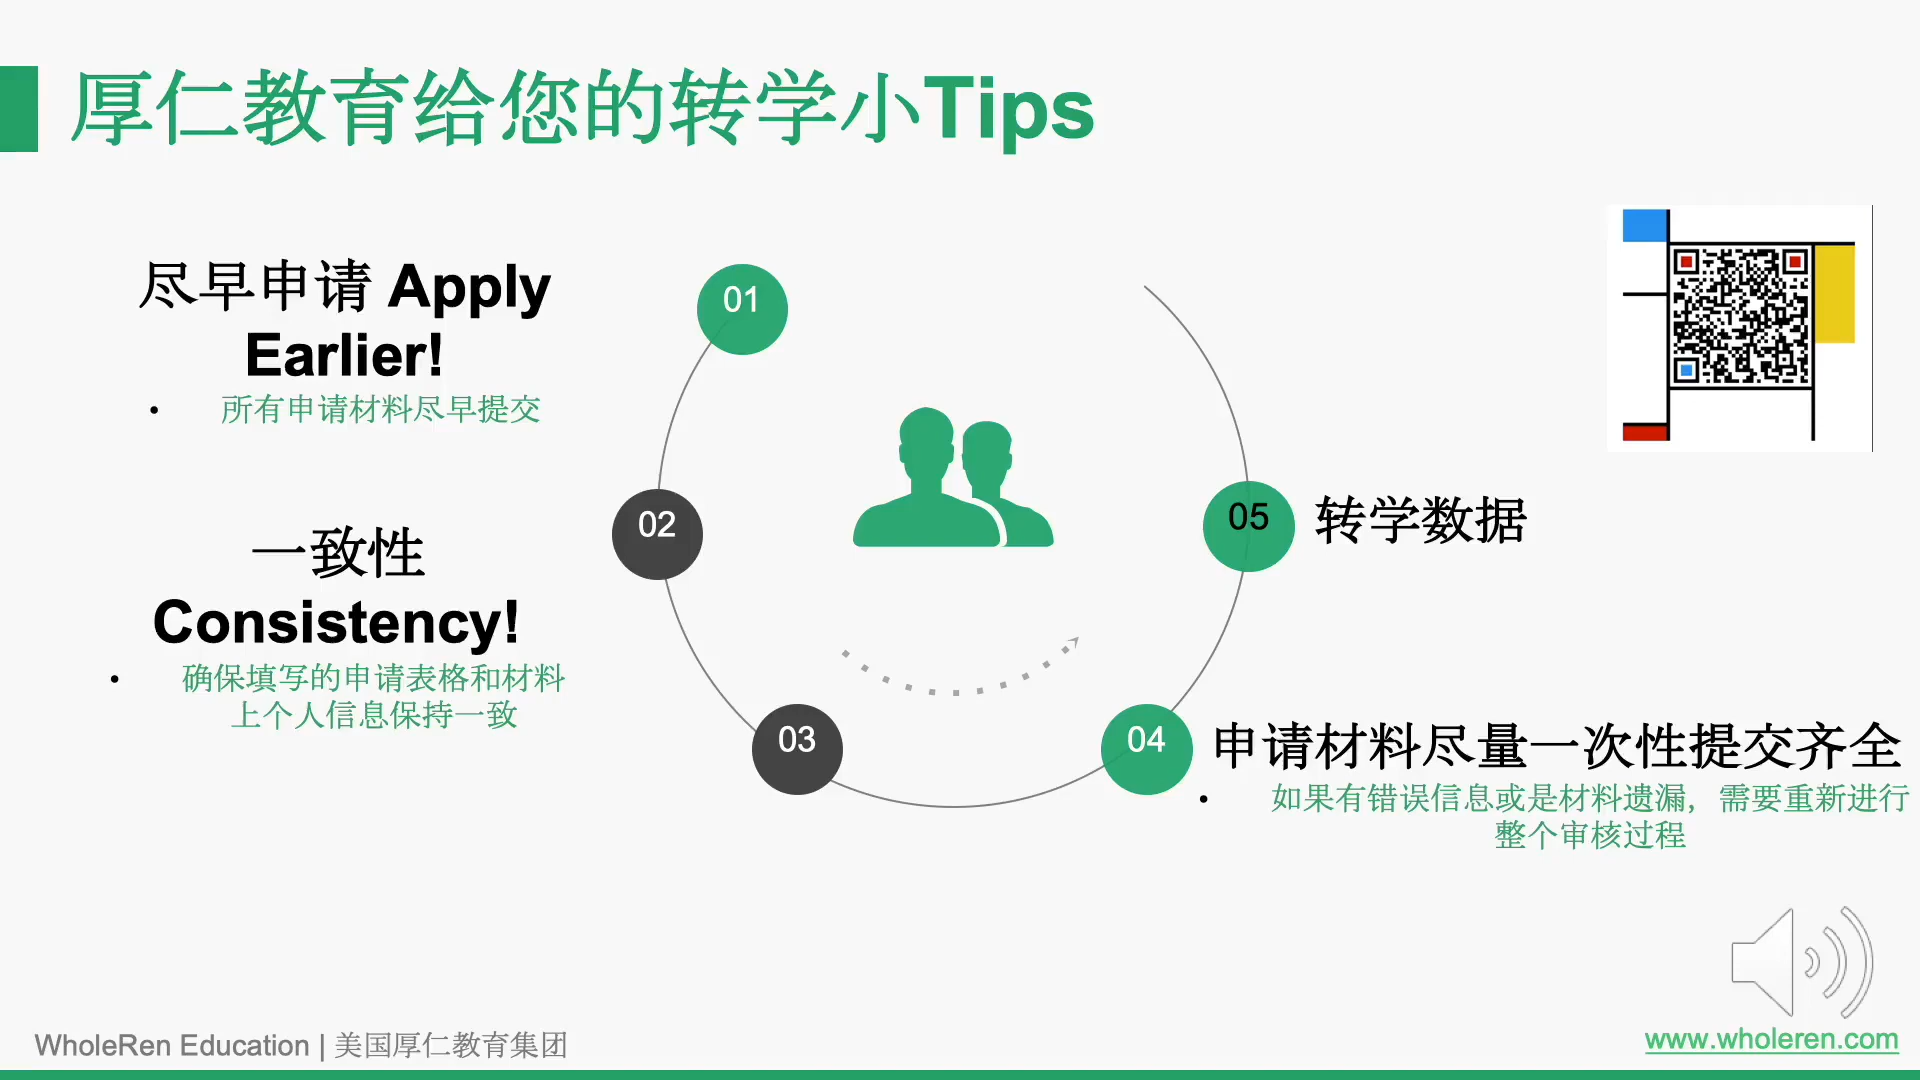 厚仁教育给您的转学小Tips
01
尽早申请 Apply
Earlier!
• 所有申请材料尽早提交
02
一致性
Consistency!
• 确保填写的申请表格和材料
上个人信息保持一致
03
04
申请材料尽量一次性提交齐全
• 如果有错误信息或是材料遗漏，需要重新进行
整个审核过程
05
转学数据
WholeRen Education | 美国厚仁教育集团
www.wholeren.com